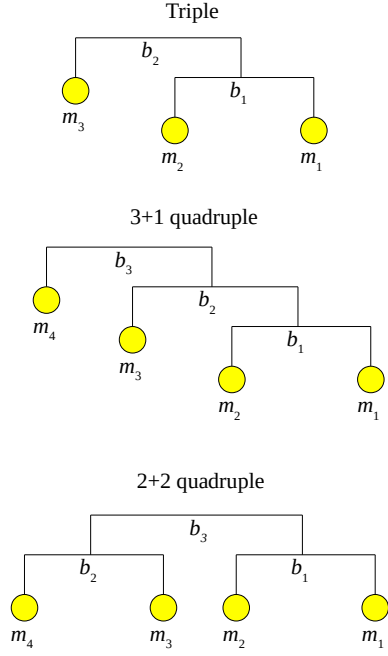 Triple
b₂
b₁
m₃
m₂ m₁
3+1 quadruple
b₃
b₂
m₄
b₁
m₃
m₂ m₁
2+2 quadruple
b₃
b₂ b₁
m₄ m₃ m₂ m₁